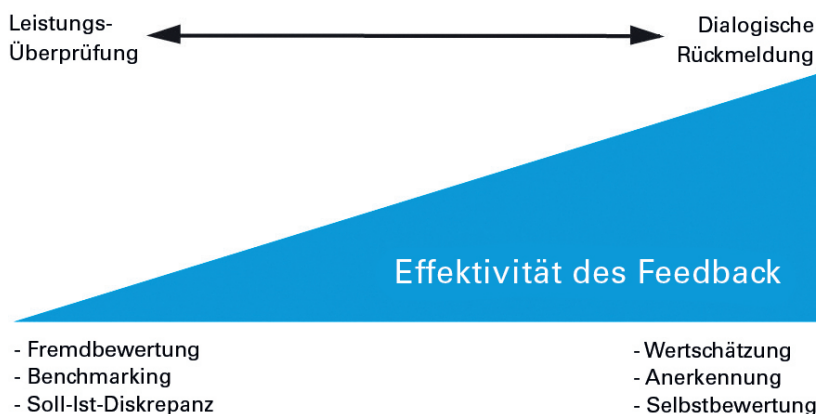 Leistungs-
Überprüfung
Dialogische
Rückmeldung
Effektivität des Feedback
- Fremdbewertung
- Benchmarking
- Soll-Ist-Diskrepanz
- Wertschätzung
- Anerkennung
- Selbstbewertung